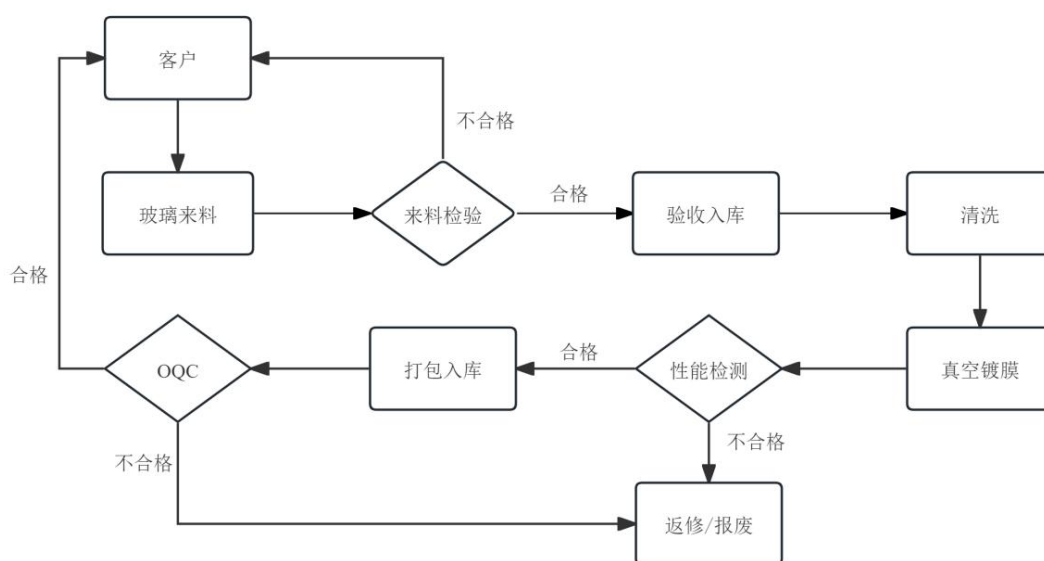 客户
不合格
玻璃来料
来料检验
合格
验收入库
清洗
合格
OQC
打包入库
合格
性能检测
真空镀膜
不合格
不合格
返修/报废